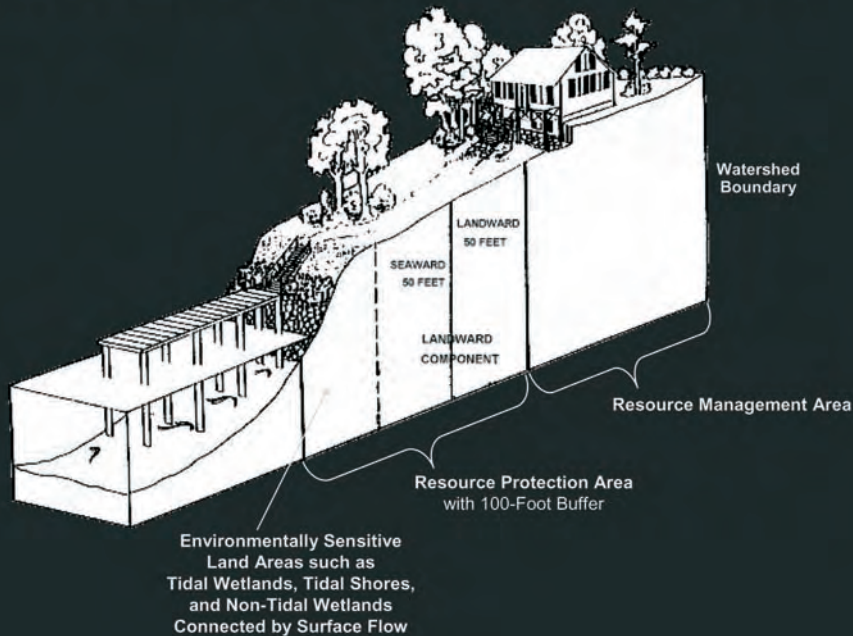 Watershed
Boundary
LANDWARD
50 FEET
SEAWARD
50 FEET
LANDWARD
COMPONENT
Resource Management Area
Resource Protection Area
with 100-Foot Buffer
Environmentally Sensitive
Land Areas such as
Tidal Wetlands, Tidal Shores,
and Non-Tidal Wetlands
Connected by Surface Flow